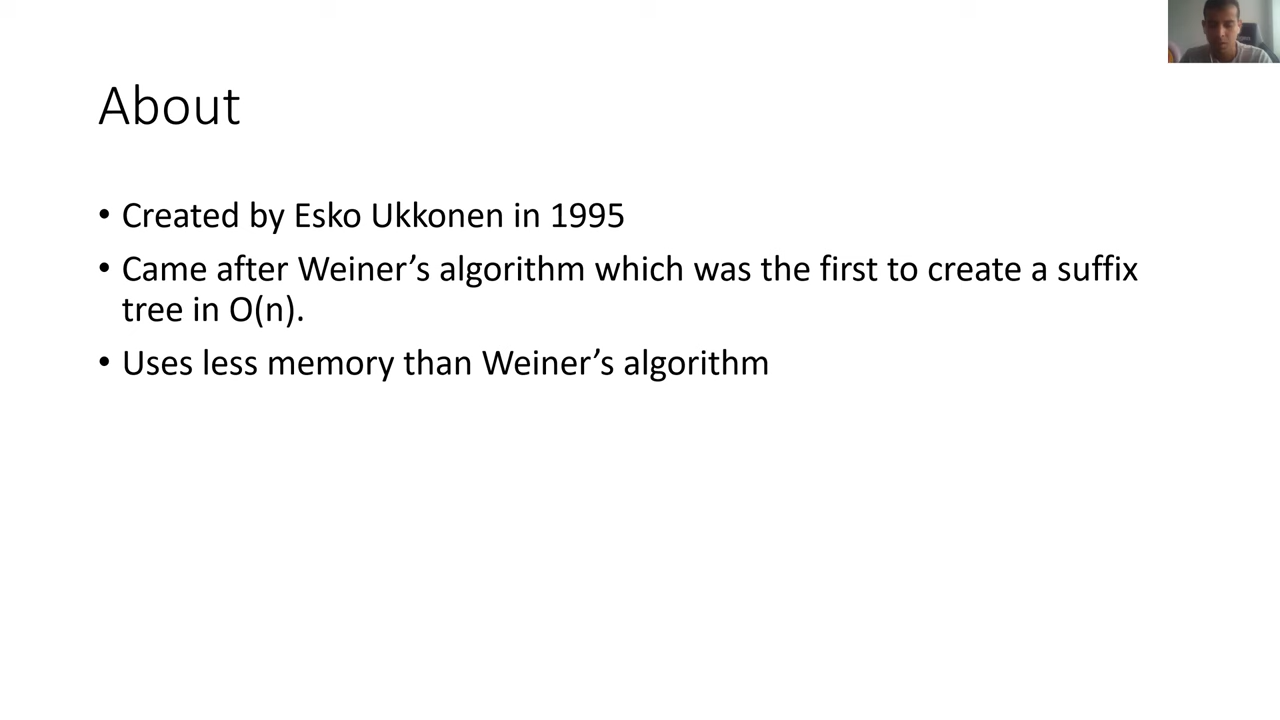 About
• Created by Esko Ukkonen in 1995
• Came after Weiner’s algorithm which was the first to create a suffix
tree in O(n).
• Uses less memory than Weiner’s algorithm